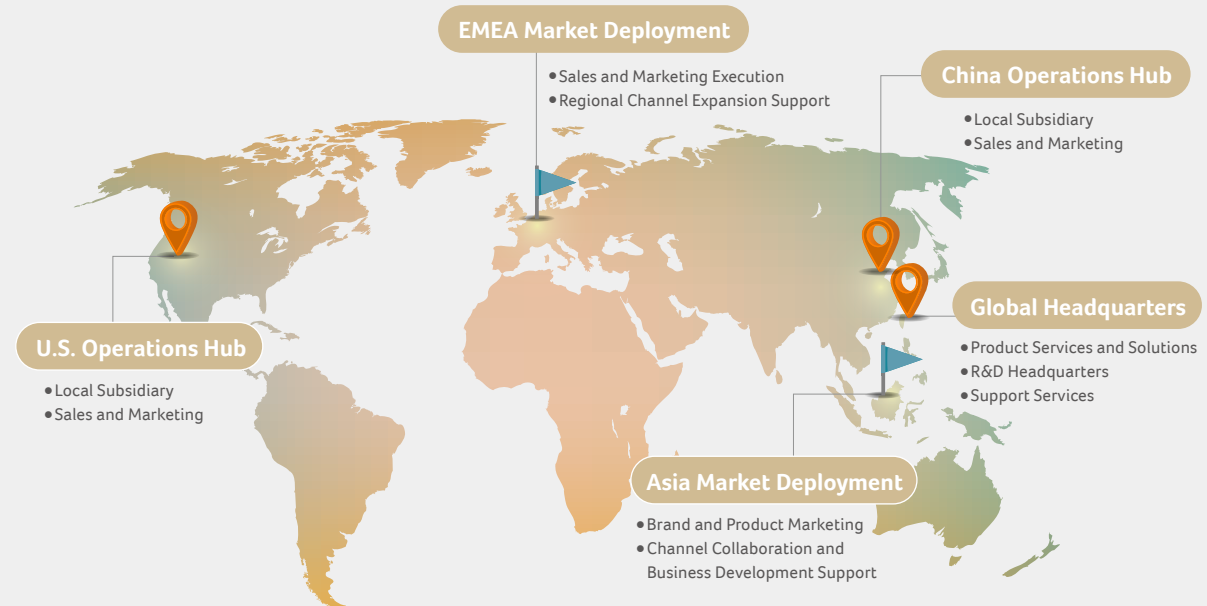 EMEA Market Deployment
•Sales and Marketing Execution
•Regional Channel Expansion Support
China Operations Hub
•Local Subsidiary
•Sales and Marketing
Global Headquarters
•Product Services and Solutions
•R&D Headquarters
•Support Services
U.S. Operations Hub
•Local Subsidiary
•Sales and Marketing
Asia Market Deployment
•Brand and Product Marketing
•Channel Collaboration and
Business Development Support